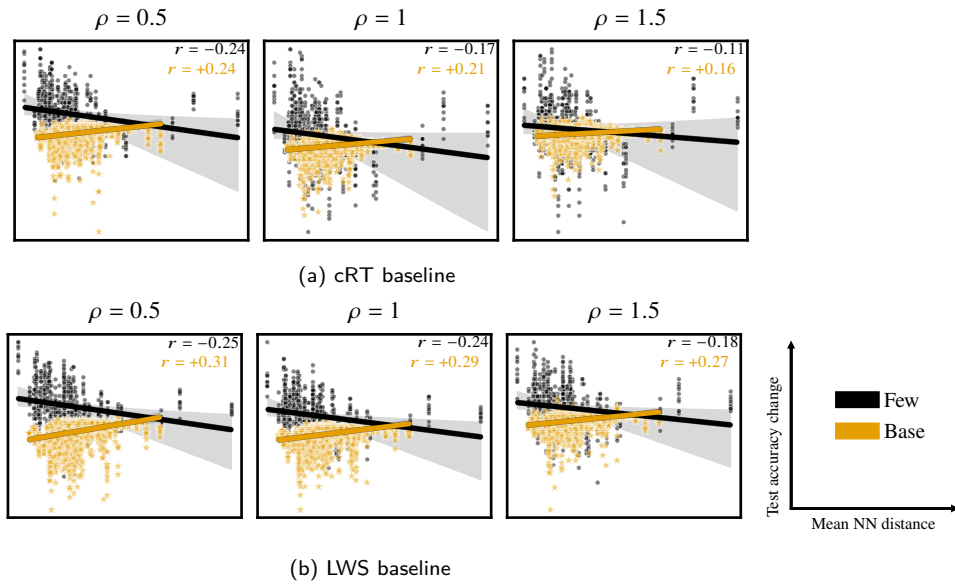 ρ = 0.5
ρ = 1
ρ = 1.5
r = −0.24
r = +0.24
r = −0.17
r = +0.21
r = −0.11
r = +0.16
(a) cRT baseline
ρ = 0.5
ρ = 1
ρ = 1.5
r = −0.25
r = +0.31
r = −0.24
r = +0.29
r = −0.18
r = +0.27
(b) LWS baseline
Test accuracy change
Few
Base
Mean NN distance